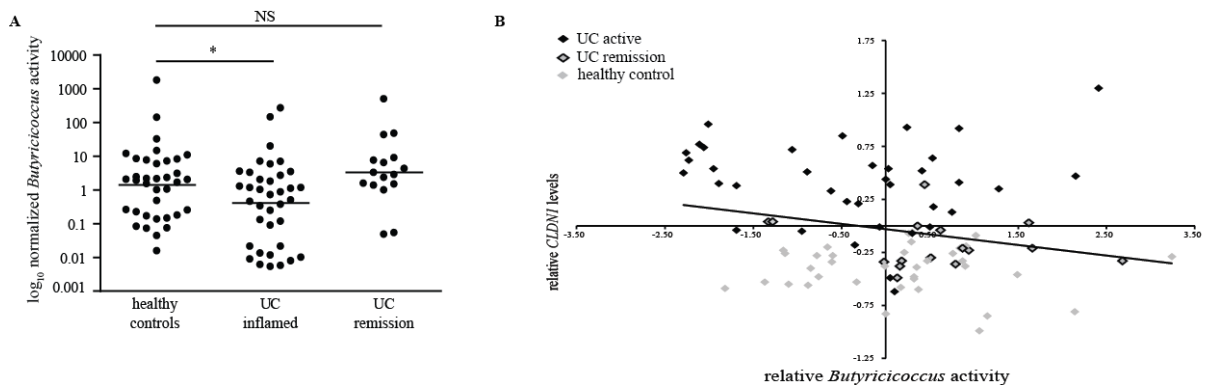 A
NS
*
log10 normalized Butyricicoccus activity
10000
1000
100
10
1
0.1
0.01
0.001
healthy
controls
UC
inflamed
UC
remission
B
UC active
UC remission
healthy control
relative CLDN1 levels
1.75
1.25
0.75
0.25
-0.25
-0.75
-1.25
-3.50
-2.50
-1.50
-0.50
0.50
1.50
2.50
3.50
relative Butyricicoccus activity